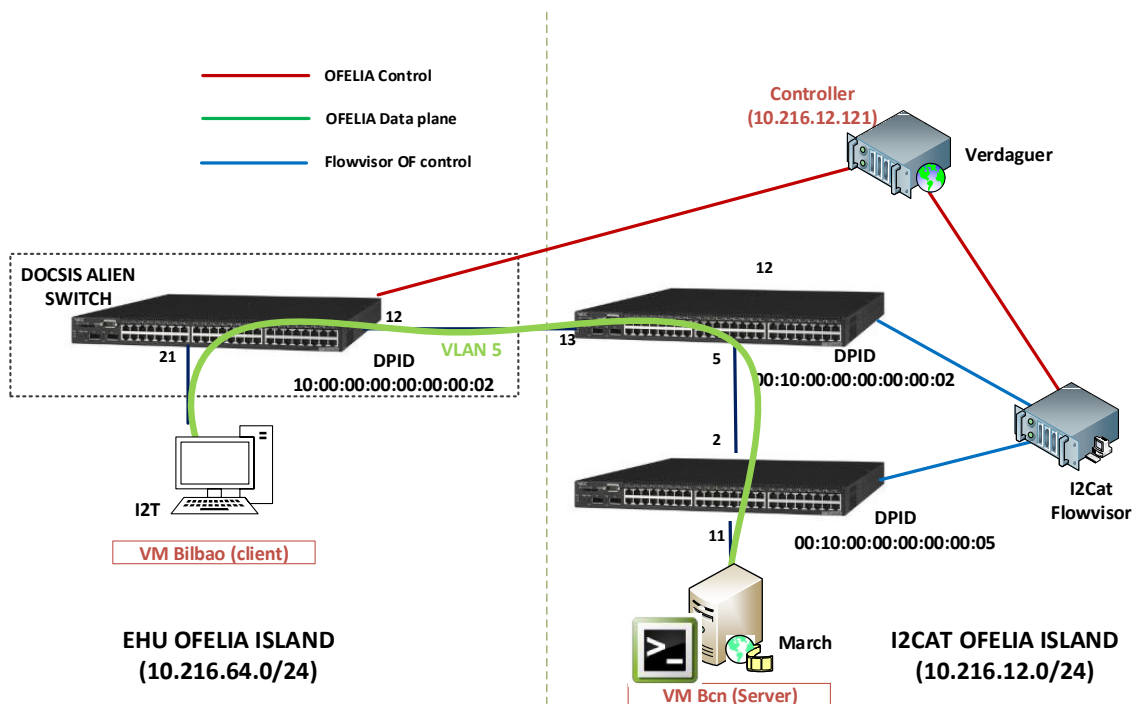 OFELIA Control
OFELIA Data plane
Flowvisor OF control
Controller
(10.216.12.121)
Verdaguer
DOCSIS ALIEN
SWITCH
12
12
VLAN 5
13
21
DPID
10:00:00:00:00:00:00:02
5
DPID
00:10:00:00:00:00:00:02
2
I2T
I2Cat
Flowvisor
VM Bilbao (client)
11
DPID
00:10:00:00:00:00:00:05
EHU OFELIA ISLAND
(10.216.64.0/24)
>_
March
I2CAT OFELIA ISLAND
(10.216.12.0/24)
VM Bcn (Server)